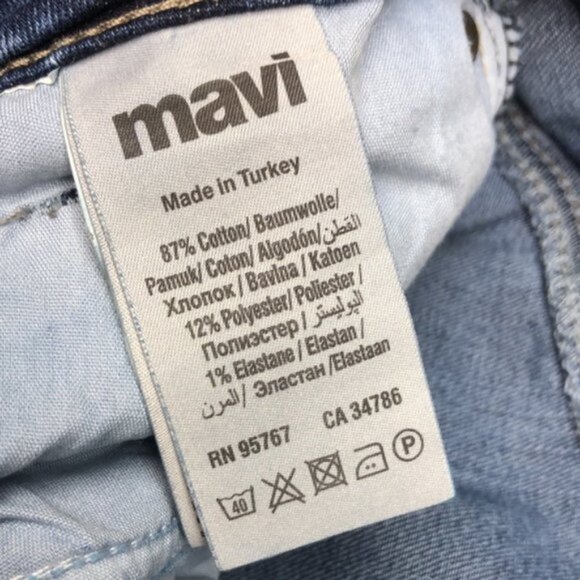 mavi
Made in Turkey
87% Cotton/ Baumwolle/
Pamuk/ Coton/ Algodón/القطن/
Хлопок / Bavlna / Katoen
12% Polyester/ Poliester /
Полиэстер / البوليستر/
1% Elastane / Elastan /
المرن/ Эластан /Elastaan
RN 95767 CA 34786
40 P